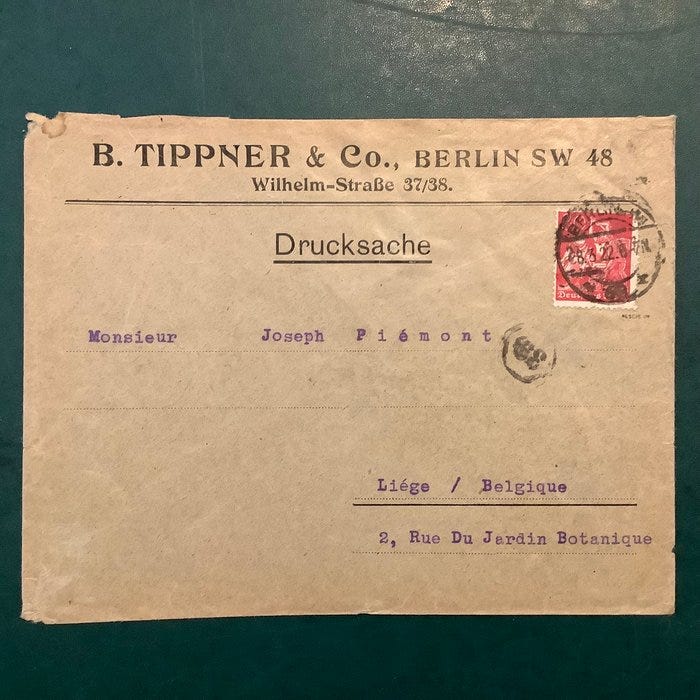 B. TIPPNER & Co., BERLIN SW 48
Wilhelm=Straße 37/38.
Drucksache
Monsieur Joseph Piémont
Liége / Belgique
2, Rue Du Jardin Botanique